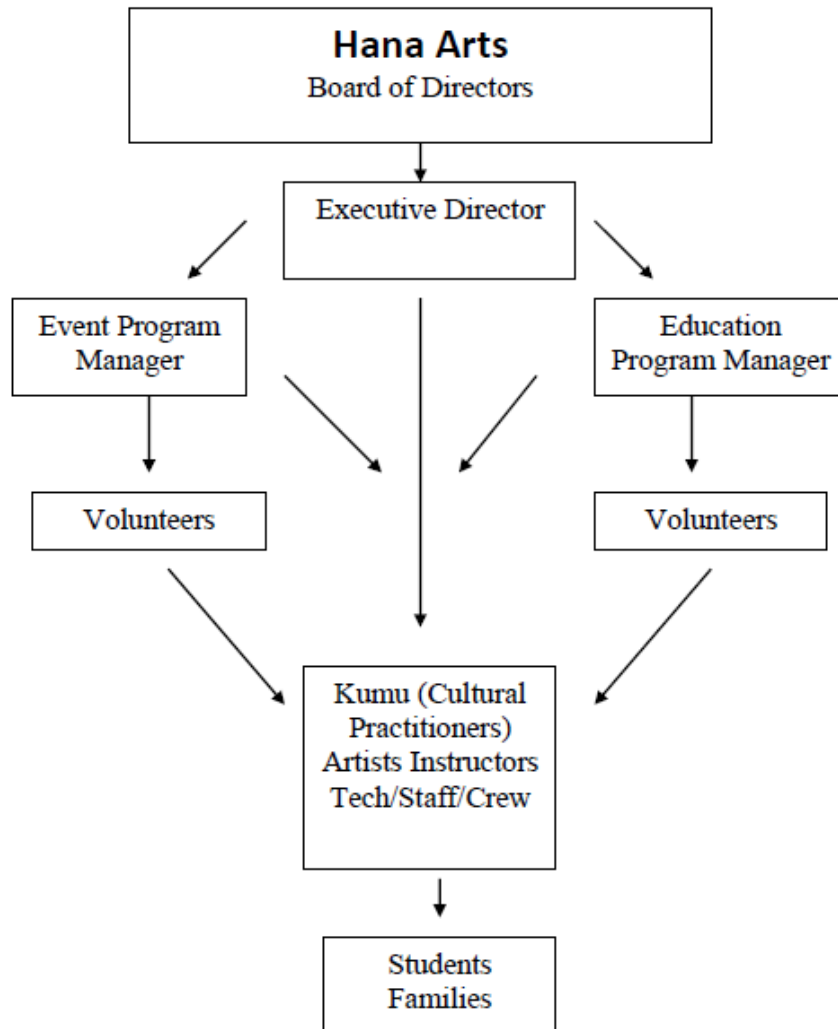 Hana Arts
Board of Directors
Executive Director
Event Program
Manager
Education
Program Manager
Volunteers
Volunteers
Kumu (Cultural
Practitioners)
Artists Instructors
Tech/Staff/Crew
Students
Families